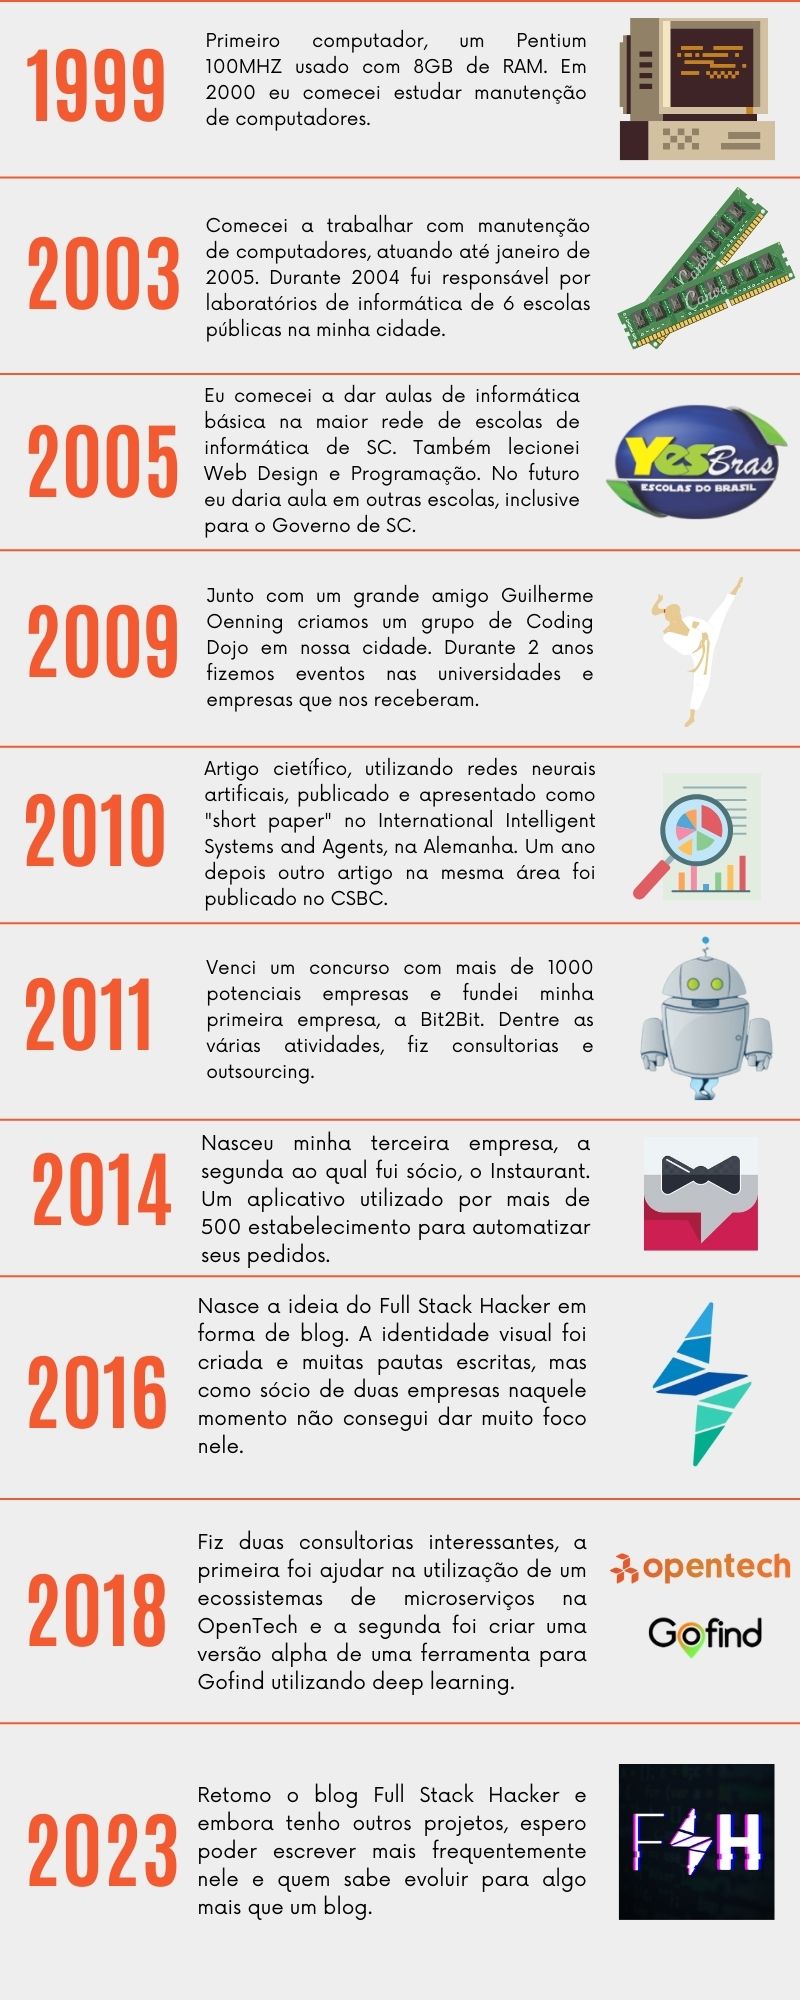 1999
Primeiro computador, um Pentium
100MHZ usado com 8GB de RAM. Em
2000 eu comecei estudar manutenção
de computadores.
2003
Comecei a trabalhar com manutenção
de computadores, atuando até janeiro de
2005. Durante 2004 fui responsável por
laboratórios de informática de 6 escolas
públicas na minha cidade.
Canva
Canva
2005
Eu comecei a dar aulas de informática
básica na maior rede de escolas de
informática de SC. Também lecionei
Web Design e Programação. No futuro
eu daria aula em outras escolas, inclusive
para o Governo de SC.
YesBras
ESCOLAS DO BRASIL
2009
Junto com um grande amigo Guilherme
Oenning criamos um grupo de Coding
Dojo em nossa cidade. Durante 2 anos
fizemos eventos nas universidades e
empresas que nos receberam.
2010
Artigo cietífico, utilizando redes neurais
artificais, publicado e apresentado como
"short paper" no International Intelligent
Systems and Agents, na Alemanha. Um ano
depois outro artigo na mesma área foi
publicado no CSBC.
2011
Venci um concurso com mais de 1000
potenciais empresas e fundei minha
primeira empresa, a Bit2Bit. Dentre as
várias atividades, fiz consultorias e
outsourcing.
2014
Nasceu minha terceira empresa, a
segunda ao qual fui sócio, o Instaurant.
Um aplicativo utilizado por mais de
500 estabelecimento para automatizar
seus pedidos.
2016
Nasce a ideia do Full Stack Hacker em
forma de blog. A identidade visual foi
criada e muitas pautas escritas, mas
como sócio de duas empresas naquele
momento não consegui dar muito foco
nele.
2018
Fiz duas consultorias interessantes, a
primeira foi ajudar na utilização de um
ecossistemas de microserviços na
OpenTech e a segunda foi criar uma
versão alpha de uma ferramenta para
Gofind utilizando deep learning.
opentech
Gofind
2023
Retomo o blog Full Stack Hacker e
embora tenho outros projetos, espero
poder escrever mais frequentemente
nele e quem sabe evoluir para algo
mais que um blog.
FSH